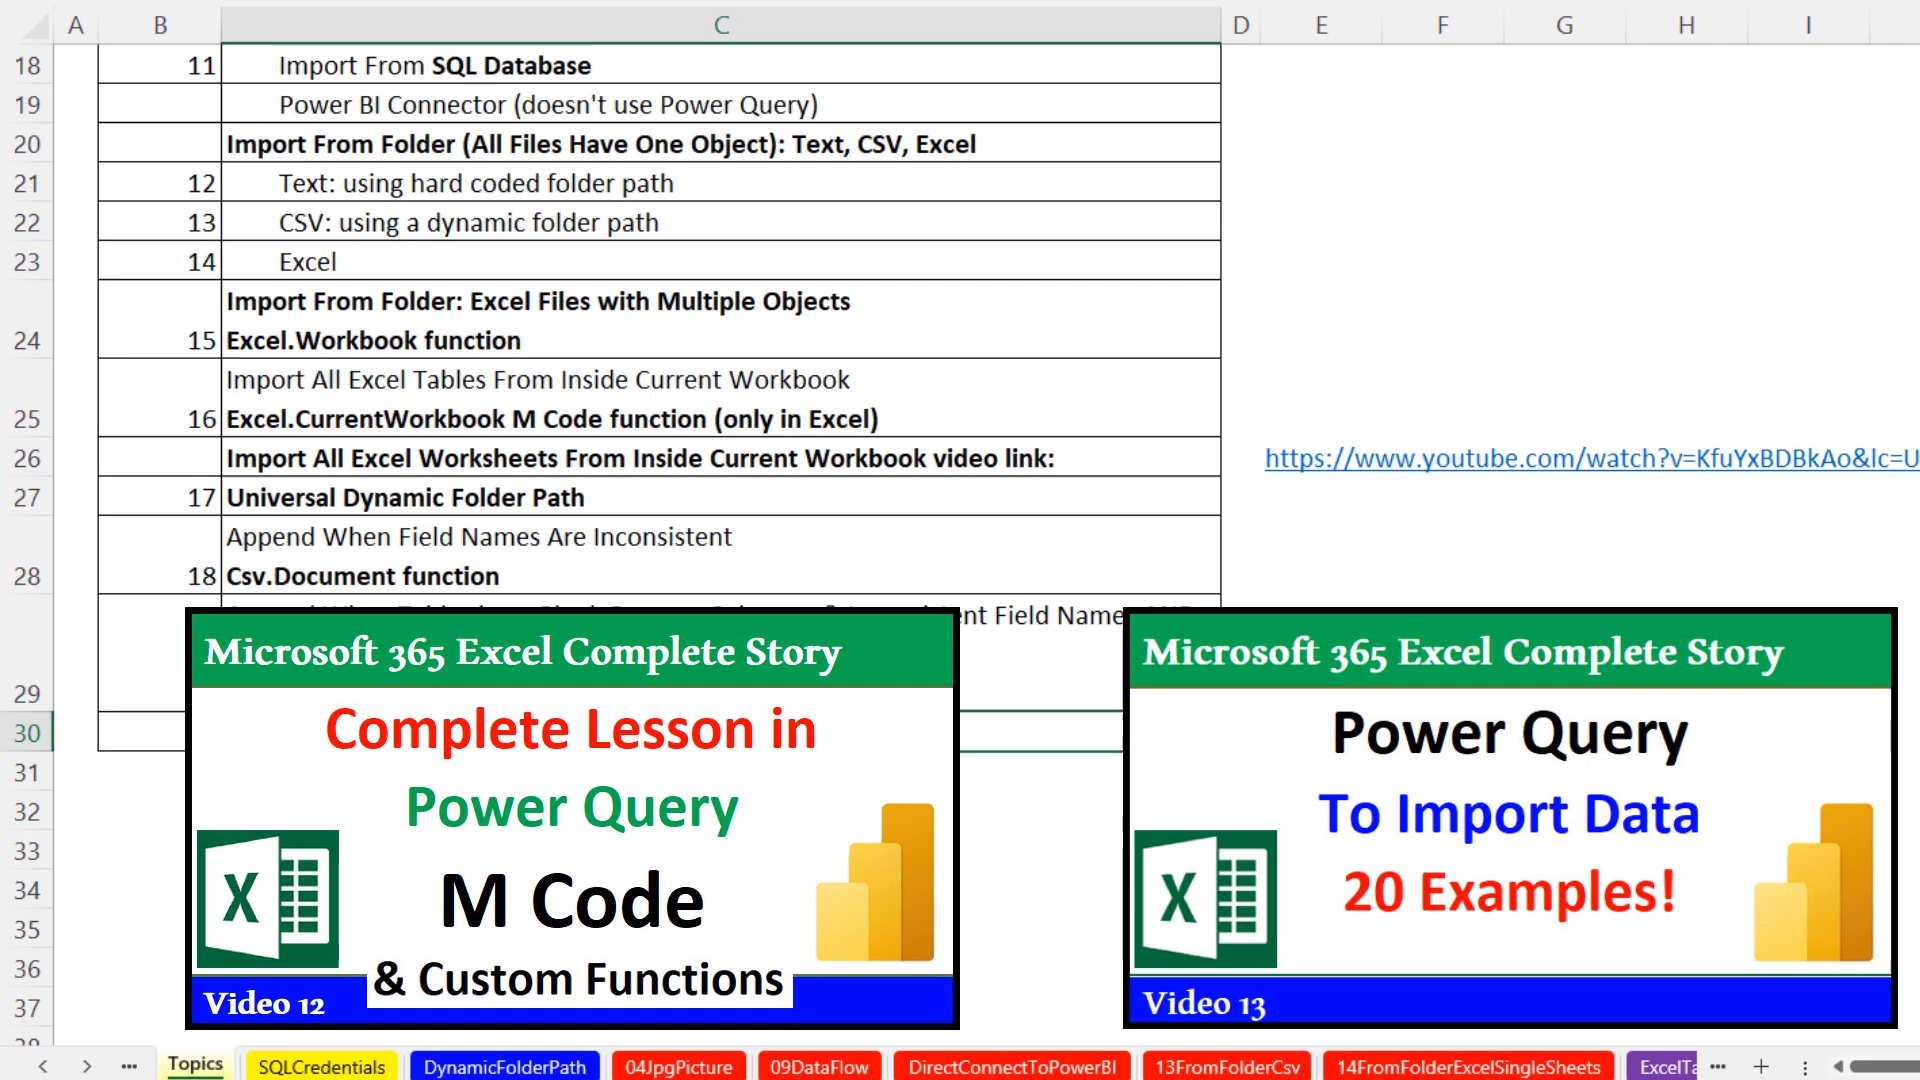 A B C D E F G H I
18 11 Import From SQL Database
19 Power BI Connector (doesn't use Power Query)
20 Import From Folder (All Files Have One Object): Text, CSV, Excel
21 12 Text: using hard coded folder path
22 13 CSV: using a dynamic folder path
23 14 Excel
Import From Folder: Excel Files with Multiple Objects
24 15 Excel.Workbook function
Import All Excel Tables From Inside Current Workbook
25 16 Excel.CurrentWorkbook M Code function (only in Excel)
26 Import All Excel Worksheets From Inside Current Workbook video link: https://www.youtube.com/watch?v=KfuYxBDBkAo&lc=U
27 17 Universal Dynamic Folder Path
Append When Field Names Are Inconsistent
28 18 Csv.Document function
Field Name
29
30
31
32
33
34
35
36
37
Microsoft 365 Excel Complete Story
Complete Lesson in
Power Query
X
M Code
& Custom Functions
Video 12
Microsoft 365 Excel Complete Story
Power Query
To Import Data
20 Examples!
X
Video 13
Topics SQLCredentials DynamicFolderPath 04JpgPicture 09DataFlow DirectConnectToPowerBI 13FromFolderCsv 14FromFolderExcelSingleSheets ExcelTa